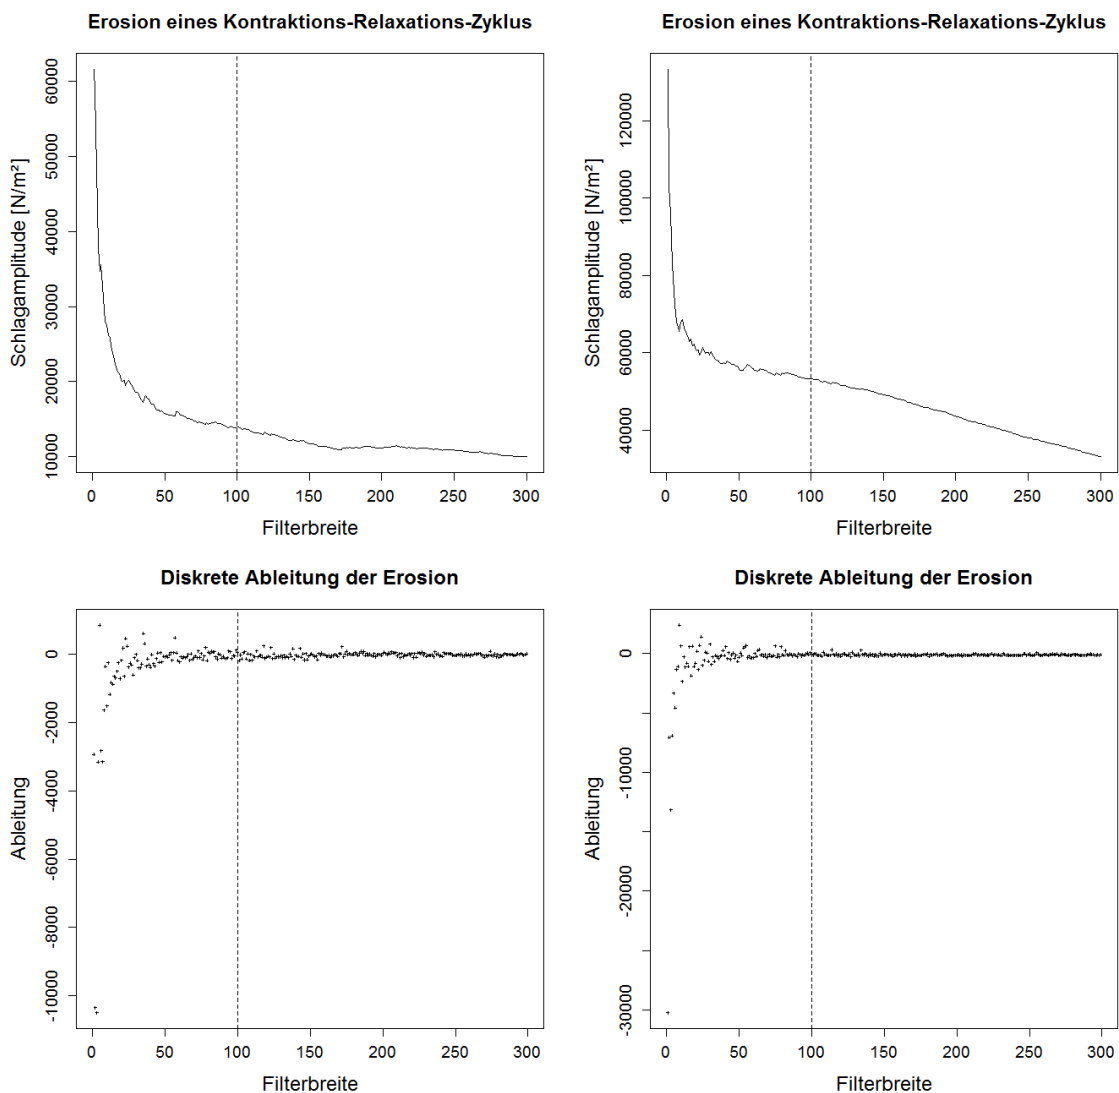 Erosion eines Kontraktions-Relaxations-Zyklus
Schlagamplitude [N/m²]
60000
50000
40000
30000
20000
10000
0 50 100 150 200 250 300
Filterbreite
Erosion eines Kontraktions-Relaxations-Zyklus
Schlagamplitude [N/m²]
120000
100000
80000
60000
40000
0 50 100 150 200 250 300
Filterbreite
Diskrete Ableitung der Erosion
Ableitung
0
-2000
-4000
-6000
-8000
-10000
0 50 100 150 200 250 300
Filterbreite
Diskrete Ableitung der Erosion
Ableitung
0
-10000
-20000
-30000
0 50 100 150 200 250 300
Filterbreite